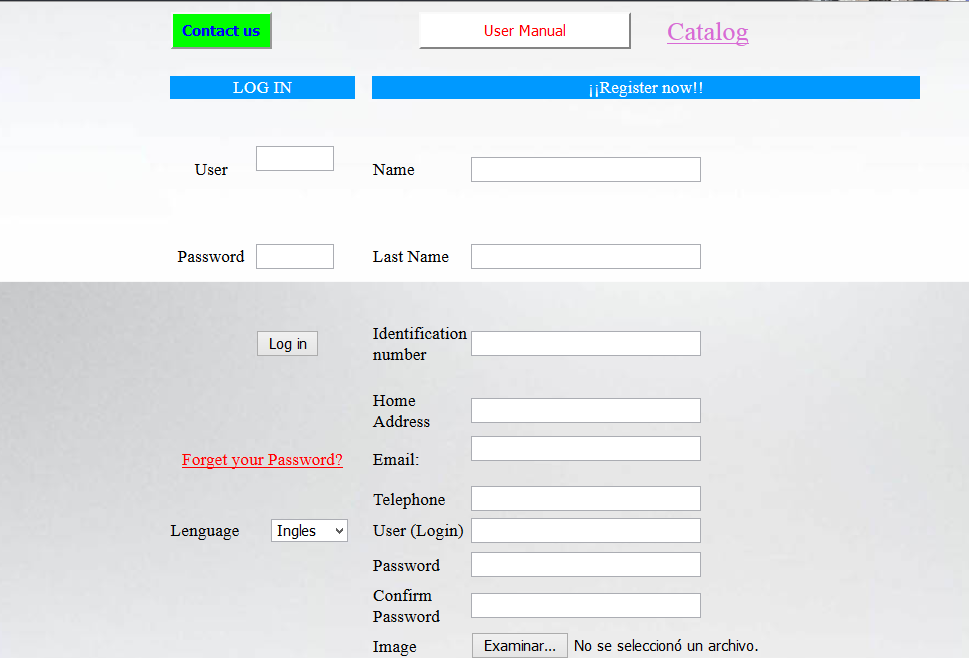 Contact us
User Manual
Catalog
LOG IN
¡¡Register now!!
User
Name
Password
Last Name
Log in
Identification
number
Home
Address
Forget your Password?
Email:
Telephone
Lenguage
Ingles
User (Login)
Password
Confirm
Password
Image
Examinar...
No se seleccionó un archivo.